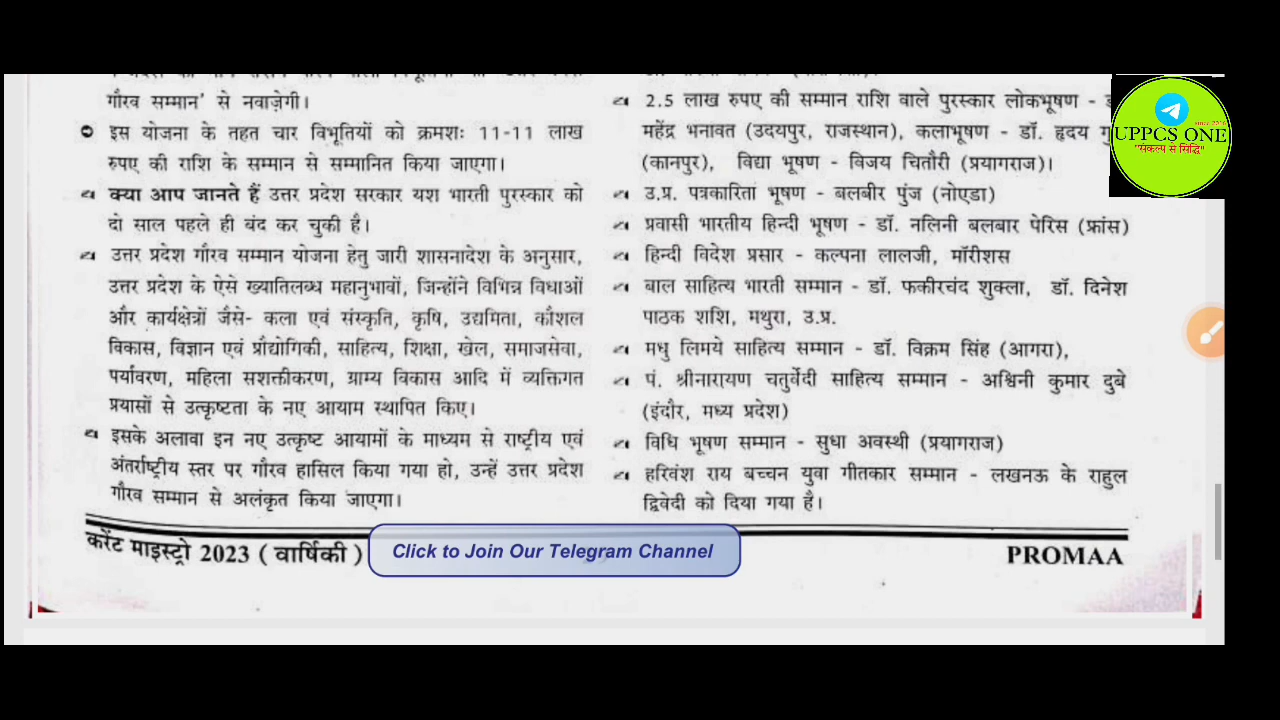 गौरव सम्मान' से नवाज़ेगी।
इस योजना के तहत चार विभूतियों को क्रमशः 11-11 लाख
रुपए की राशि के सम्मान से सम्मानित किया जाएगा।
क्या आप जानते हैं उत्तर प्रदेश सरकार यश भारती पुरस्कार को
दो साल पहले ही बंद कर चुकी है।
उत्तर प्रदेश गौरव सम्मान योजना हेतु जारी शासनादेश के अनुसार,
उत्तर प्रदेश के ऐसे ख्यातिलब्ध महानुभावों, जिन्होंने विभिन्न विधाओं
और कार्यक्षेत्रों जैसे- कला एवं संस्कृति, कृषि, उद्यमिता, कौशल
विकास, विज्ञान एवं प्रौद्योगिकी, साहित्य, शिक्षा, खेल, समाजसेवा,
पर्यावरण, महिला सशक्तीकरण, ग्राम्य विकास आदि में व्यक्तिगत
प्रयासों से उत्कृष्टता के नए आयाम स्थापित किए।
इसके अलावा इन नए उत्कृष्ट आयामों के माध्यम से राष्ट्रीय एवं
अंतर्राष्ट्रीय स्तर पर गौरव हासिल किया गया हो, उन्हें उत्तर प्रदेश
गौरव सम्मान से अलंकृत किया जाएगा।
2.5 लाख रुपए की सम्मान राशि वाले पुरस्कार लोकभूषण -
महेंद्र भनावत (उदयपुर, राजस्थान), कलाभूषण - डॉ. हृदय
(कानपुर), विद्या भूषण - विजय चितौरी (प्रयागराज)।
उ.प्र. पत्रकारिता भूषण - बलबीर पुंज (नोएडा)
प्रवासी भारतीय हिन्दी भूषण - डॉ. नलिनी बलबार पेरिस (फ्रांस)
हिन्दी विदेश प्रसार - कल्पना लालजी, मॉरीशस
बाल साहित्य भारती सम्मान - डॉ. फकीरचंद शुक्ला, डॉ. दिनेश
पाठक शशि, मथुरा, उ.प्र.
मधु लिमये साहित्य सम्मान - डॉ. विक्रम सिंह (आगरा),
पं. श्रीनारायण चतुर्वेदी साहित्य सम्मान - अश्विनी कुमार दुबे
(इंदौर, मध्य प्रदेश)
विधि भूषण सम्मान - सुधा अवस्थी (प्रयागराज)
हरिवंश राय बच्चन युवा गीतकार सम्मान - लखनऊ के राहुल
द्विवेदी को दिया गया है।
करेंट माइस्ट्रो 2023 (वार्षिकी)
Click to Join Our Telegram Channel
PROMAA
since 2016
UPPCS ONE
"संकल्प से सिद्धि"